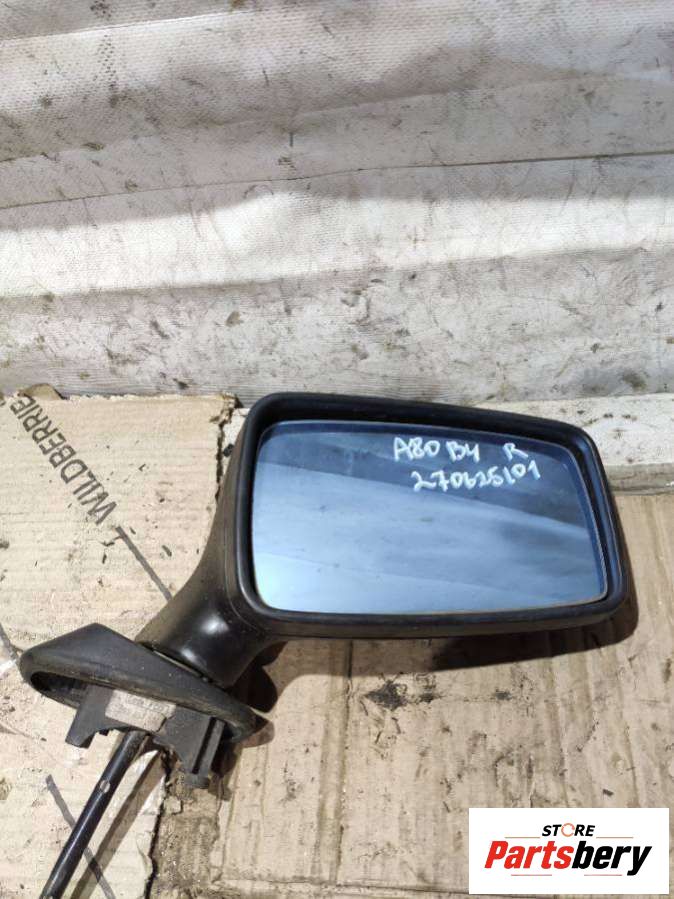 A80 B4 R
270625101
WILDBERRIE
STORE
Partsbery